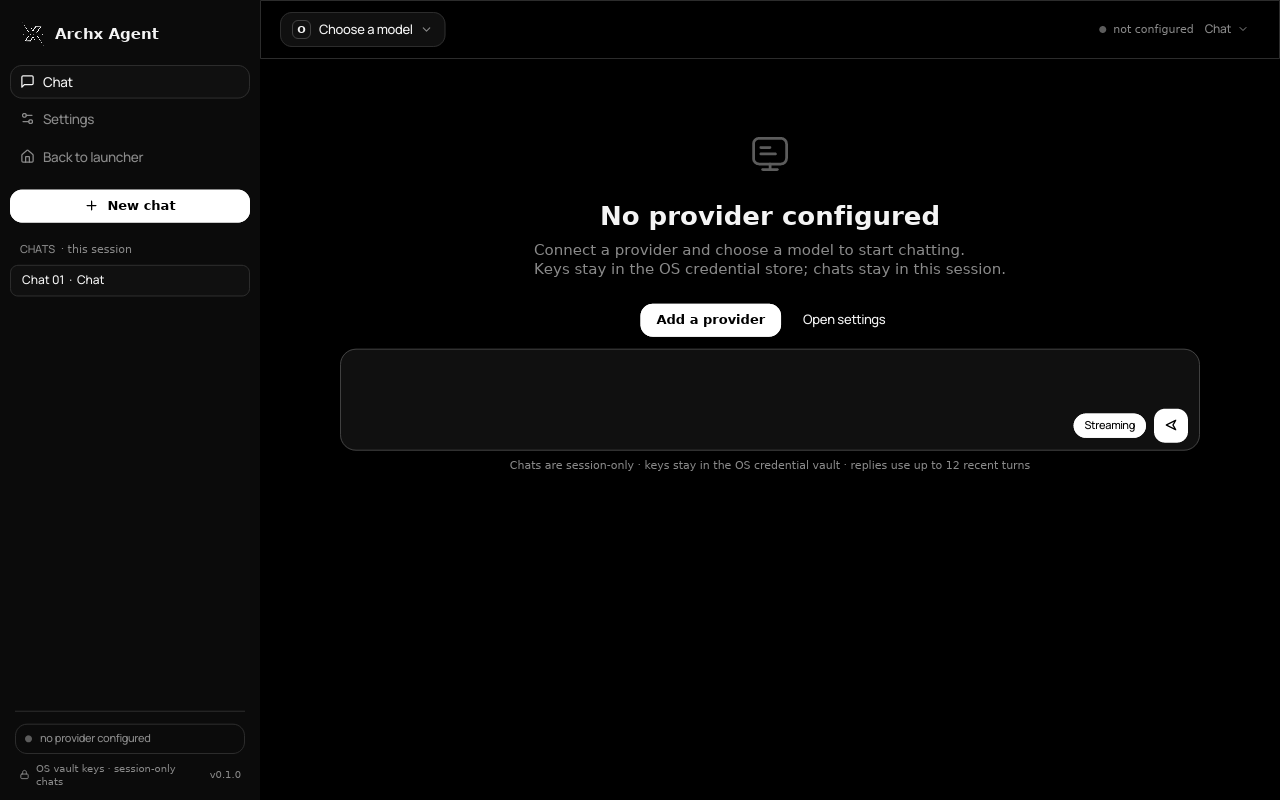 Archx Agent
Chat
Settings
Back to launcher
+ New chat
CHATS · this session
Chat 01 · Chat
no provider configured
OS vault keys · session-only
chats
v0.1.0
O Choose a model
not configured Chat
No provider configured
Connect a provider and choose a model to start chatting.
Keys stay in the OS credential store; chats stay in this session.
Add a provider Open settings
Streaming
Chats are session-only · keys stay in the OS credential vault · replies use up to 12 recent turns